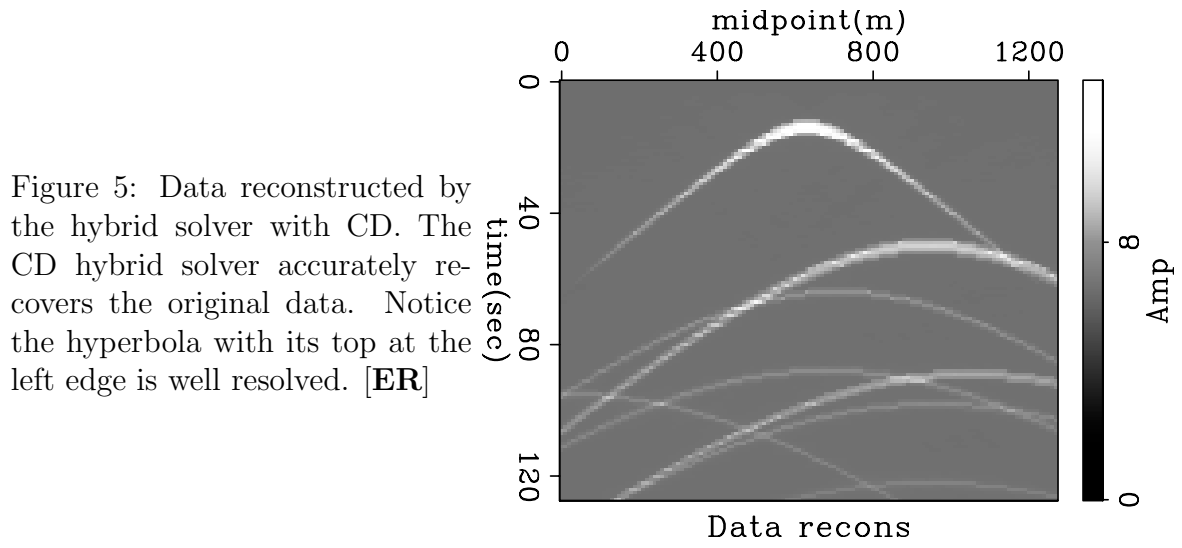 Figure 5: Data reconstructed by
the hybrid solver with CD. The
CD hybrid solver accurately re-
covers the original data. Notice
the hyperbola with its top at the
left edge is well resolved. [ER]
midpoint(m)
0 400 800 1200
time(sec)
0
40
80
120
Data recons
8
0
Amp